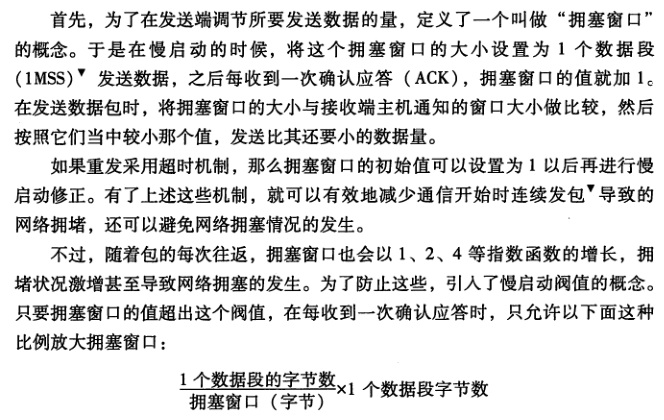 首先，为了在发送端调节所要发送数据的量，定义了一个叫做“拥塞窗口”
的概念。于是在慢启动的时候，将这个拥塞窗口的大小设置为 1 个数据段
(1MSS)▼ 发送数据，之后每收到一次确认应答（ACK），拥塞窗口的值就加 1。
在发送数据包时，将拥塞窗口的大小与接收端主机通知的窗口大小做比较，然后
按照它们当中较小那个值，发送比其还要小的数据量。
如果重发采用超时机制，那么拥塞窗口的初始值可以设置为 1 以后再进行慢
启动修正。有了上述这些机制，就可以有效地减少通信开始时连续发包▼导致的
网络拥堵，还可以避免网络拥塞情况的发生。
不过，随着包的每次往返，拥塞窗口也会以 1、2、4 等指数函数的增长，拥
堵状况激增甚至导致网络拥塞的发生。为了防止这些，引入了慢启动阀值的概念。
只要拥塞窗口的值超出这个阀值，在每收到一次确认应答时，只允许以下面这种
比例放大拥塞窗口：
1 个数据段的字节数
拥塞窗口（字节）
×1 个数据段字节数